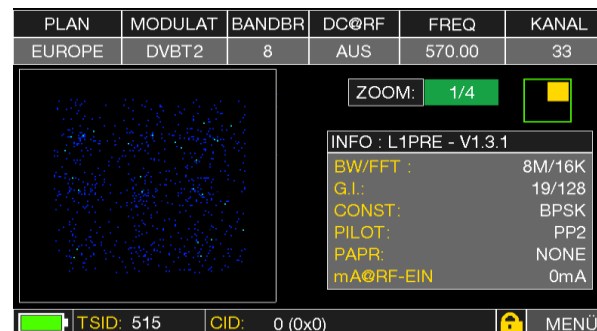 PLAN MODULAT BANDBR DC@RF FREQ KANAL
EUROPE DVBT2 8 AUS 570.00 33
ZOOM: 1/4
INFO : L1PRE - V1.3.1
BW/FFT : 8M/16K
G.I.: 19/128
CONST: BPSK
PILOT: PP2
PAPR: NONE
mA@RF-EIN 0mA
TSID: 515 CID: 0 (0x0) MENÜ